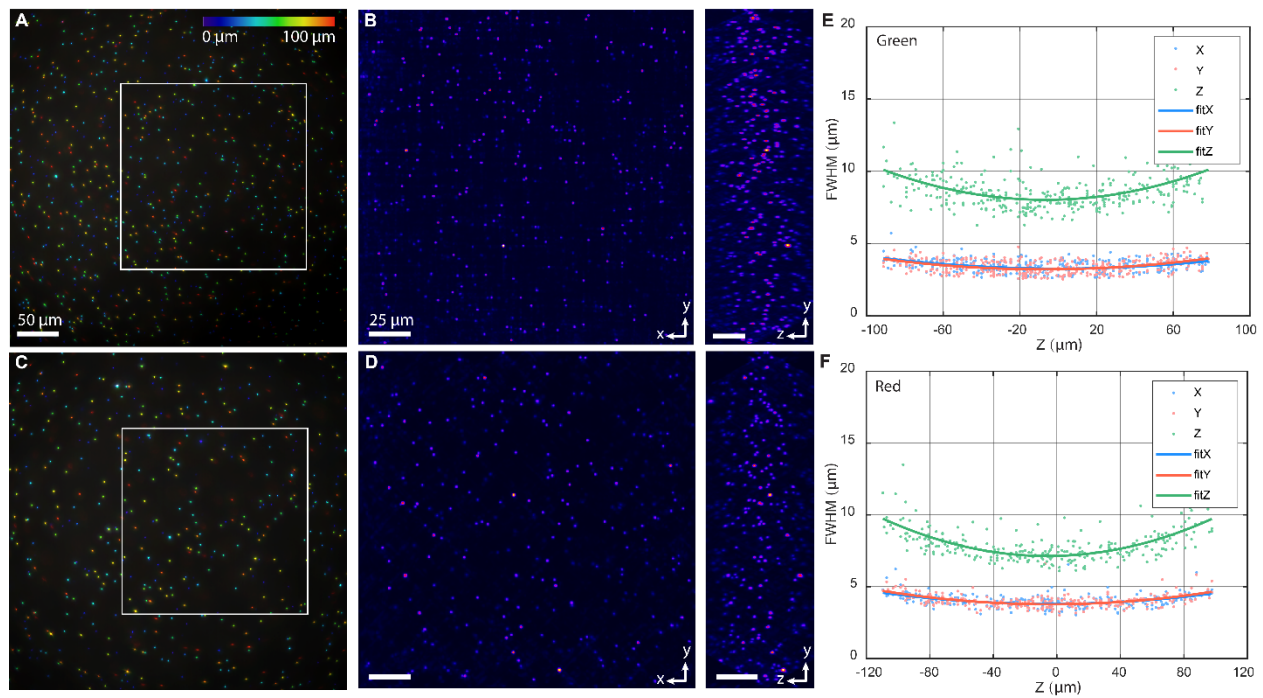 A
0 µm 100 µm
50 µm
B
25 µm
x y
z y
C
D
x y
z y
E
Green
X
Y
Z
fitX
fitY
fitZ
20
15
10
5
0
FWHM (µm)
-100 -60 -20 20 60 100
Z (µm)
F
Red
X
Y
Z
fitX
fitY
fitZ
20
15
10
5
0
FWHM (µm)
-120 -80 -40 0 40 80 120
Z (µm)